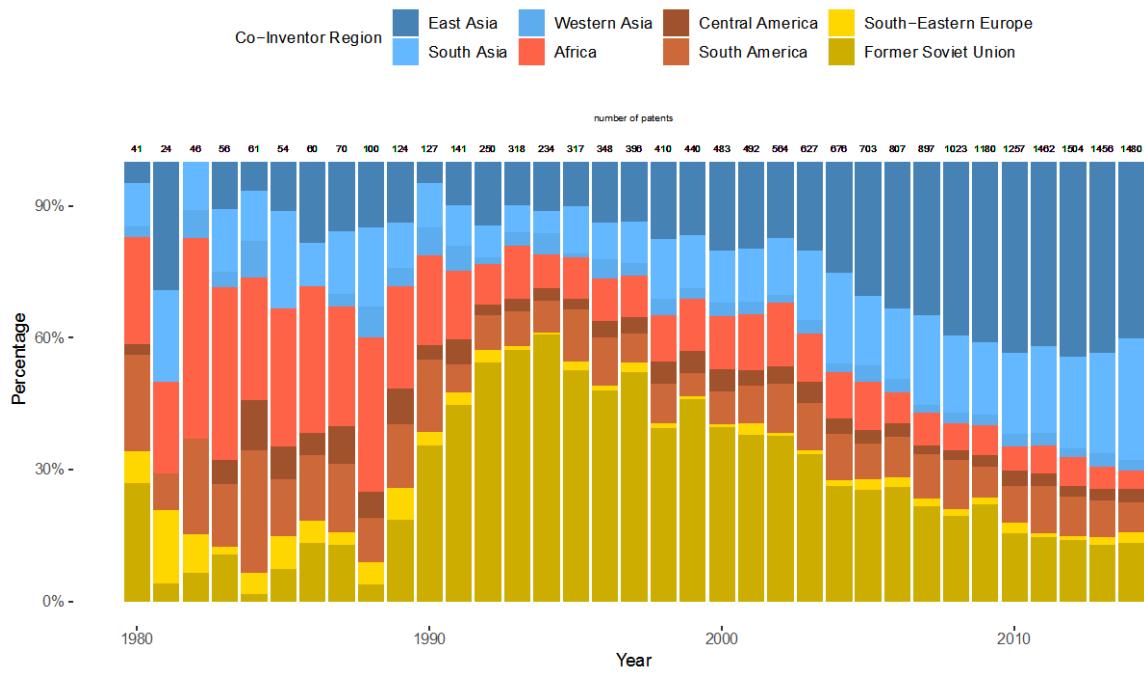 East Asia Western Asia Central America South−Eastern Europe
Co−Inventor Region
South Asia Africa South America Former Soviet Union
number of patents
41 24 46 56 61 54 60 70 100 124 127 141 250 318 234 317 348 396 410 440 483 492 564 627 676 703 807 897 1023 1180 1257 1462 1504 1456 1480
90%
60%
Percentage
30%
0%
1980 1990 2000 2010
Year